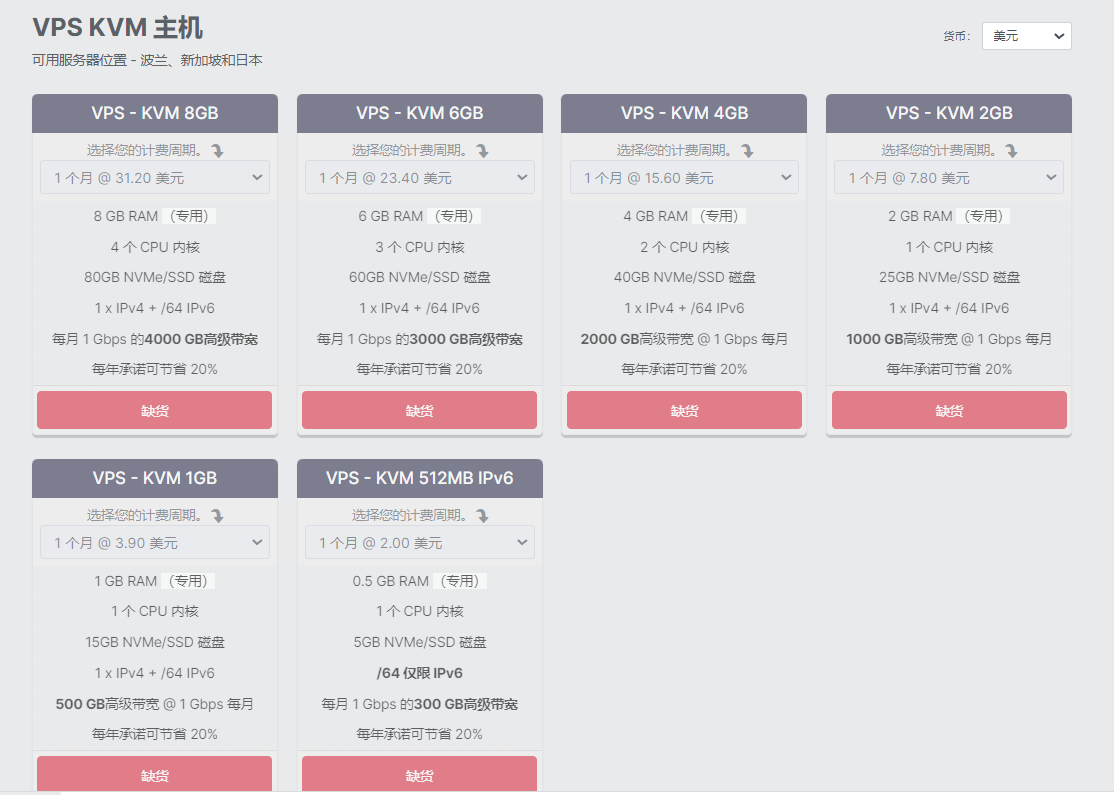 VPS KVM 主机
可用服务器位置 - 波兰、新加坡和日本
货币： 美元
VPS - KVM 8GB
选择您的计费周期。
1 个月 @ 31.20 美元
8 GB RAM （专用）
4 个 CPU 内核
80GB NVMe/SSD 磁盘
1 x IPv4 + /64 IPv6
每月 1 Gbps 的4000 GB高级带宽
每年承诺可节省 20%
缺货
VPS - KVM 6GB
选择您的计费周期。
1 个月 @ 23.40 美元
6 GB RAM （专用）
3 个 CPU 内核
60GB NVMe/SSD 磁盘
1 x IPv4 + /64 IPv6
每月 1 Gbps 的3000 GB高级带宽
每年承诺可节省 20%
缺货
VPS - KVM 4GB
选择您的计费周期。
1 个月 @ 15.60 美元
4 GB RAM （专用）
2 个 CPU 内核
40GB NVMe/SSD 磁盘
1 x IPv4 + /64 IPv6
2000 GB高级带宽 @ 1 Gbps 每月
每年承诺可节省 20%
缺货
VPS - KVM 2GB
选择您的计费周期。
1 个月 @ 7.80 美元
2 GB RAM （专用）
1 个 CPU 内核
25GB NVMe/SSD 磁盘
1 x IPv4 + /64 IPv6
1000 GB高级带宽 @ 1 Gbps 每月
每年承诺可节省 20%
缺货
VPS - KVM 1GB
选择您的计费周期。
1 个月 @ 3.90 美元
1 GB RAM （专用）
1 个 CPU 内核
15GB NVMe/SSD 磁盘
1 x IPv4 + /64 IPv6
500 GB高级带宽 @ 1 Gbps 每月
每年承诺可节省 20%
缺货
VPS - KVM 512MB IPv6
选择您的计费周期。
1 个月 @ 2.00 美元
0.5 GB RAM （专用）
1 个 CPU 内核
5GB NVMe/SSD 磁盘
/64 仅限 IPv6
每月 1 Gbps 的300 GB高级带宽
每年承诺可节省 20%
缺货